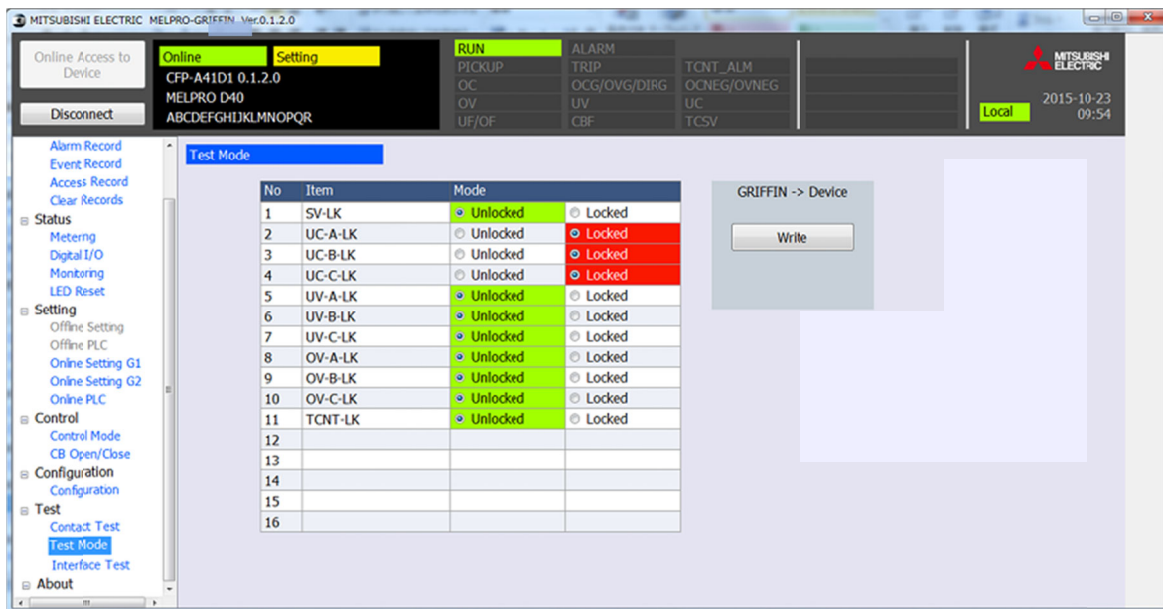 MITSUBISHI ELECTRIC MELPRO-GRIFFIN Ver.0.1.2.0
Online Access to
Device
Disconnect
Online Setting
CFP-A41D1 0.1.2.0
MELPRO D40
ABCDEFGHIJKLMNOPQR
RUN ALARM
PICKUP TRIP TCNT_ALM
OC OCG/OVG/DIRG OCNEG/OVNEG
OV UV UC
UF/OF CBF TCSV
MITSUBISHI
ELECTRIC
2015-10-23
Local 09:54
Alarm Record
Event Record
Access Record
Clear Records
Status
Metering
Digital I/O
Monitoring
LED Reset
Setting
Offline Setting
Offline PLC
Online Setting G1
Online Setting G2
Online PLC
Control
Control Mode
CB Open/Close
Configuration
Configuration
Test
Contact Test
Test Mode
Interface Test
About
Test Mode
No Item Mode
1 SV-LK Unlocked Locked
2 UC-A-LK Unlocked Locked
3 UC-B-LK Unlocked Locked
4 UC-C-LK Unlocked Locked
5 UV-A-LK Unlocked Locked
6 UV-B-LK Unlocked Locked
7 UV-C-LK Unlocked Locked
8 OV-A-LK Unlocked Locked
9 OV-B-LK Unlocked Locked
10 OV-C-LK Unlocked Locked
11 TCNT-LK Unlocked Locked
12
13
14
15
16
GRIFFIN -> Device
Write